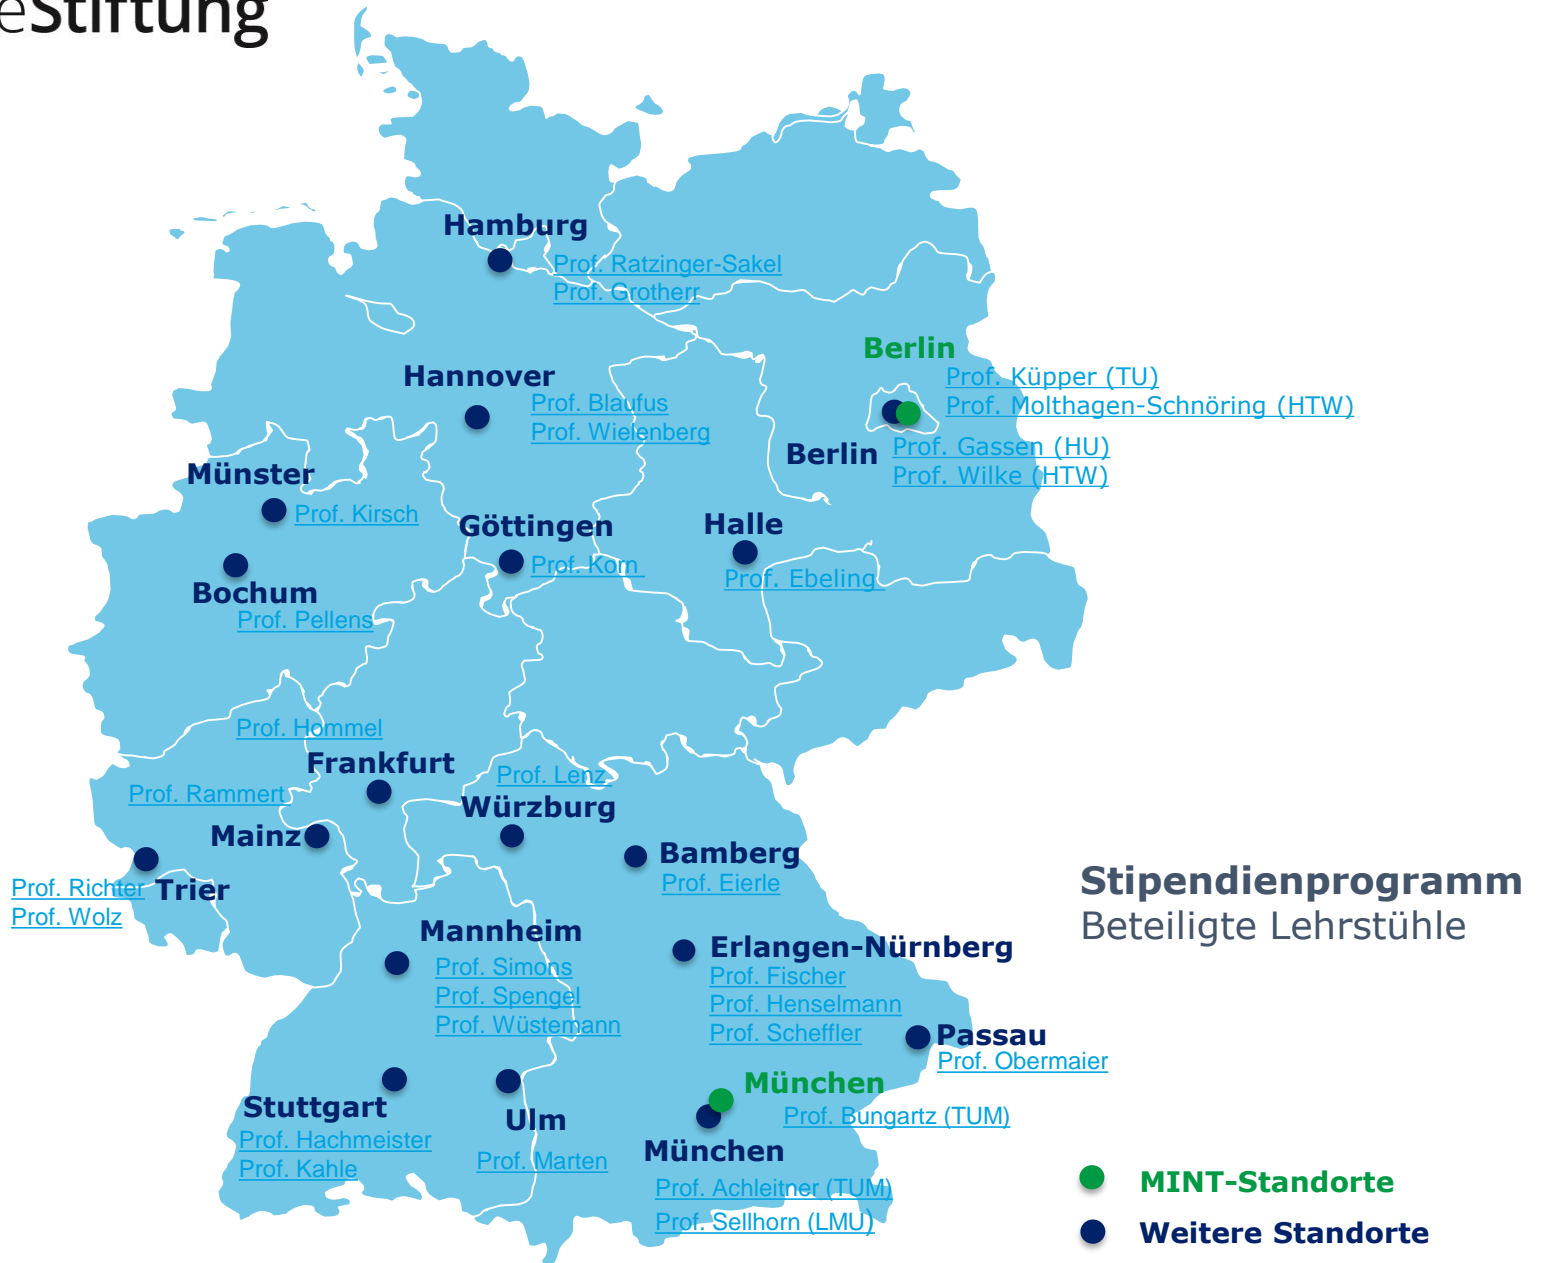 eStiftung
Hamburg
Prof. Ratzinger-Sakel
Prof. Grotherr
Berlin
Prof. Küpper (TU)
Prof. Molthagen-Schnöring (HTW)
Hannover
Prof. Blaufus
Prof. Wielenberg
Berlin
Prof. Gassen (HU)
Prof. Wilke (HTW)
Münster
Prof. Kirsch
Göttingen
Prof. Korn
Halle
Prof. Ebeling
Bochum
Prof. Pellens
Prof. Hommel
Frankfurt
Prof. Lenz
Würzburg
Prof. Rammert
Mainz
Bamberg
Prof. Eierle
Prof. Richter
Prof. Wolz
Trier
Stipendienprogramm
Beteiligte Lehrstühle
Mannheim
Prof. Simons
Prof. Spengel
Prof. Wüstemann
Erlangen-Nürnberg
Prof. Fischer
Prof. Henselmann
Prof. Scheffler
Passau
Prof. Obermaier
München
Prof. Bungartz (TUM)
Stuttgart
Prof. Hachmeister
Prof. Kahle
Ulm
Prof. Marten
München
Prof. Achleitner (TUM)
Prof. Sellhorn (LMU)
MINT-Standorte
Weitere Standorte